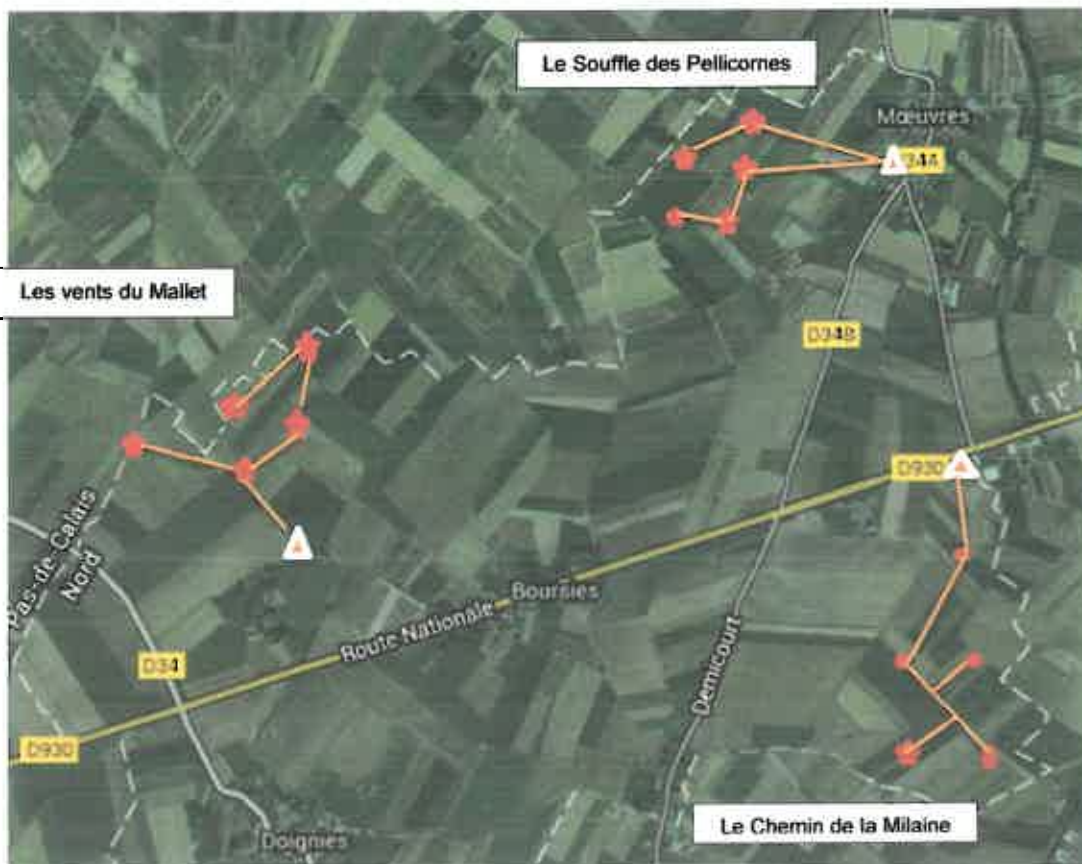 Le Souffle des Pellicornes
Mœuvres
D34A
Les vents du Mallet
D34B
D930
Pas-de-Calais
Nord
Boursies
Route Nationale
D34
Demicourt
D930
Le Chemin de la Milaine
Doignies